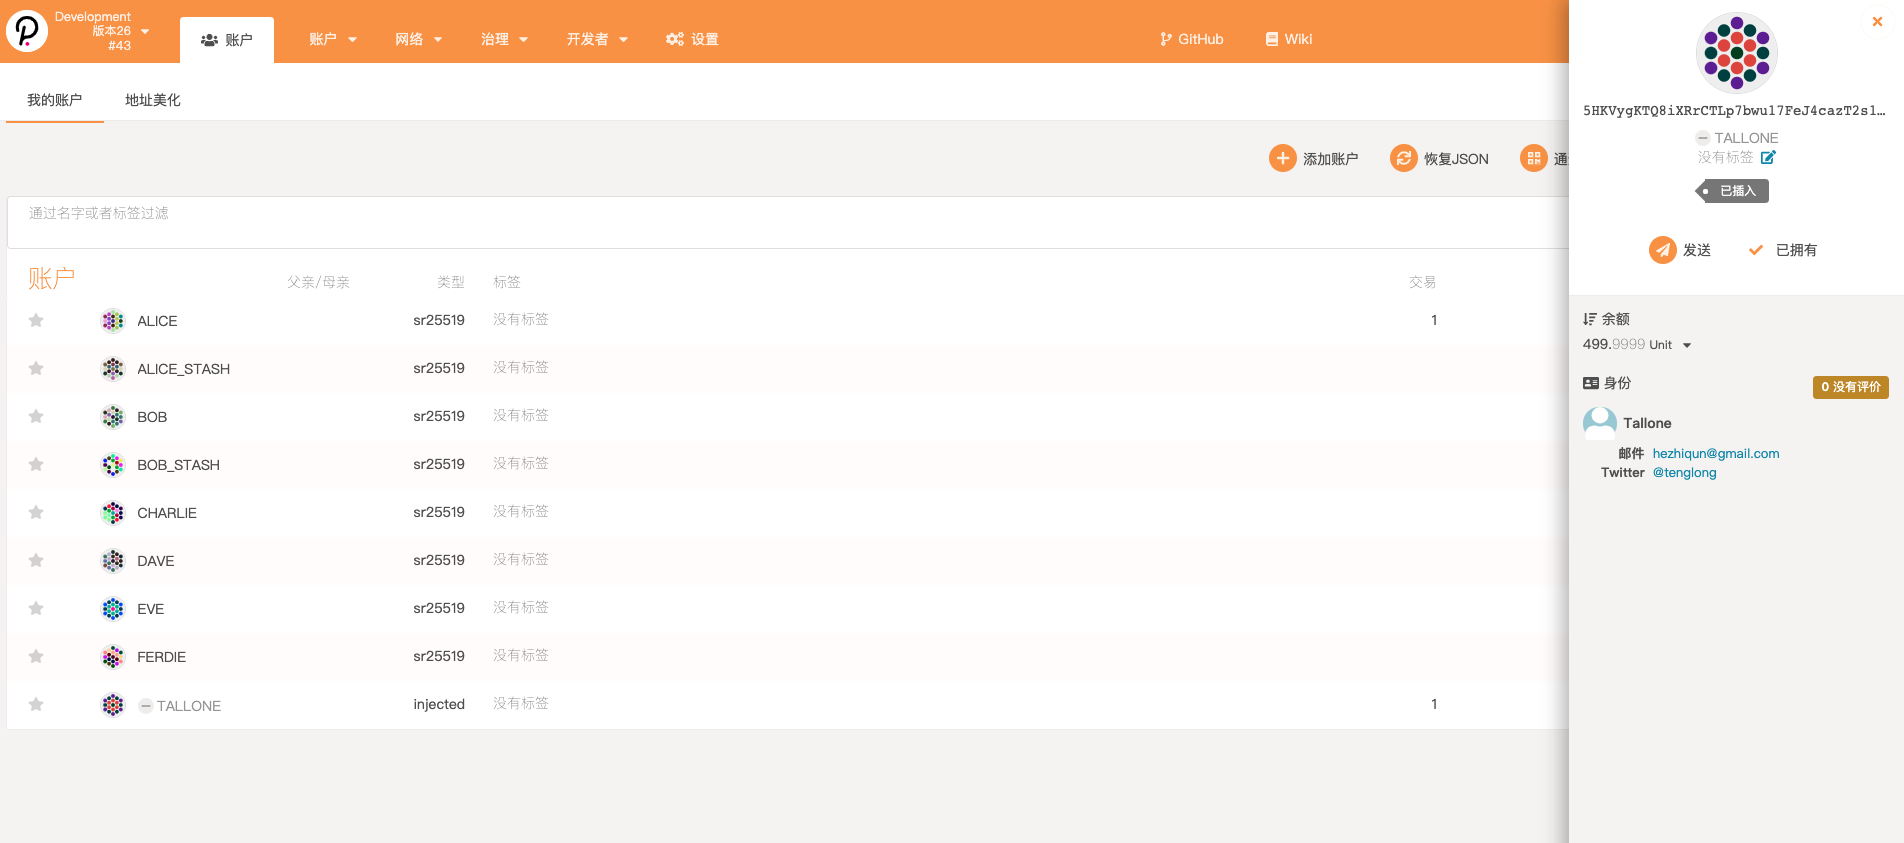 Development
版本26
#43
账户
账户
网络
治理
开发者
设置
GitHub
Wiki
我的账户
地址美化
添加账户
恢复JSON
通过名字或者标签过滤
账户 父亲/母亲 类型 标签 交易
ALICE sr25519 没有标签 1
ALICE_STASH sr25519 没有标签
BOB sr25519 没有标签
BOB_STASH sr25519 没有标签
CHARLIE sr25519 没有标签
DAVE sr25519 没有标签
EVE sr25519 没有标签
FERDIE sr25519 没有标签
TALLONE injected 没有标签 1
TALLONE
没有标签
已插入
发送
已拥有
余额
499.9999 Unit
身份
0 没有评价
Tallone
邮件 hezhiqun@gmail.com
Twitter @tenglong